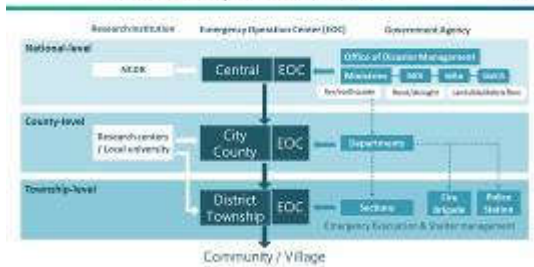 Research Institution
Emergency Operation Center (EOC)
Government Agency
National-level
NCDR
Central
EOC
Office of Disaster Management
Ministries
County-level
Research centers
/ Local university
City
County
EOC
Departments
Township-level
District
Township
EOC
Sections
Fire
Brigade
Police
Station
Emergency Evacuation & Shelter management
Community / Village